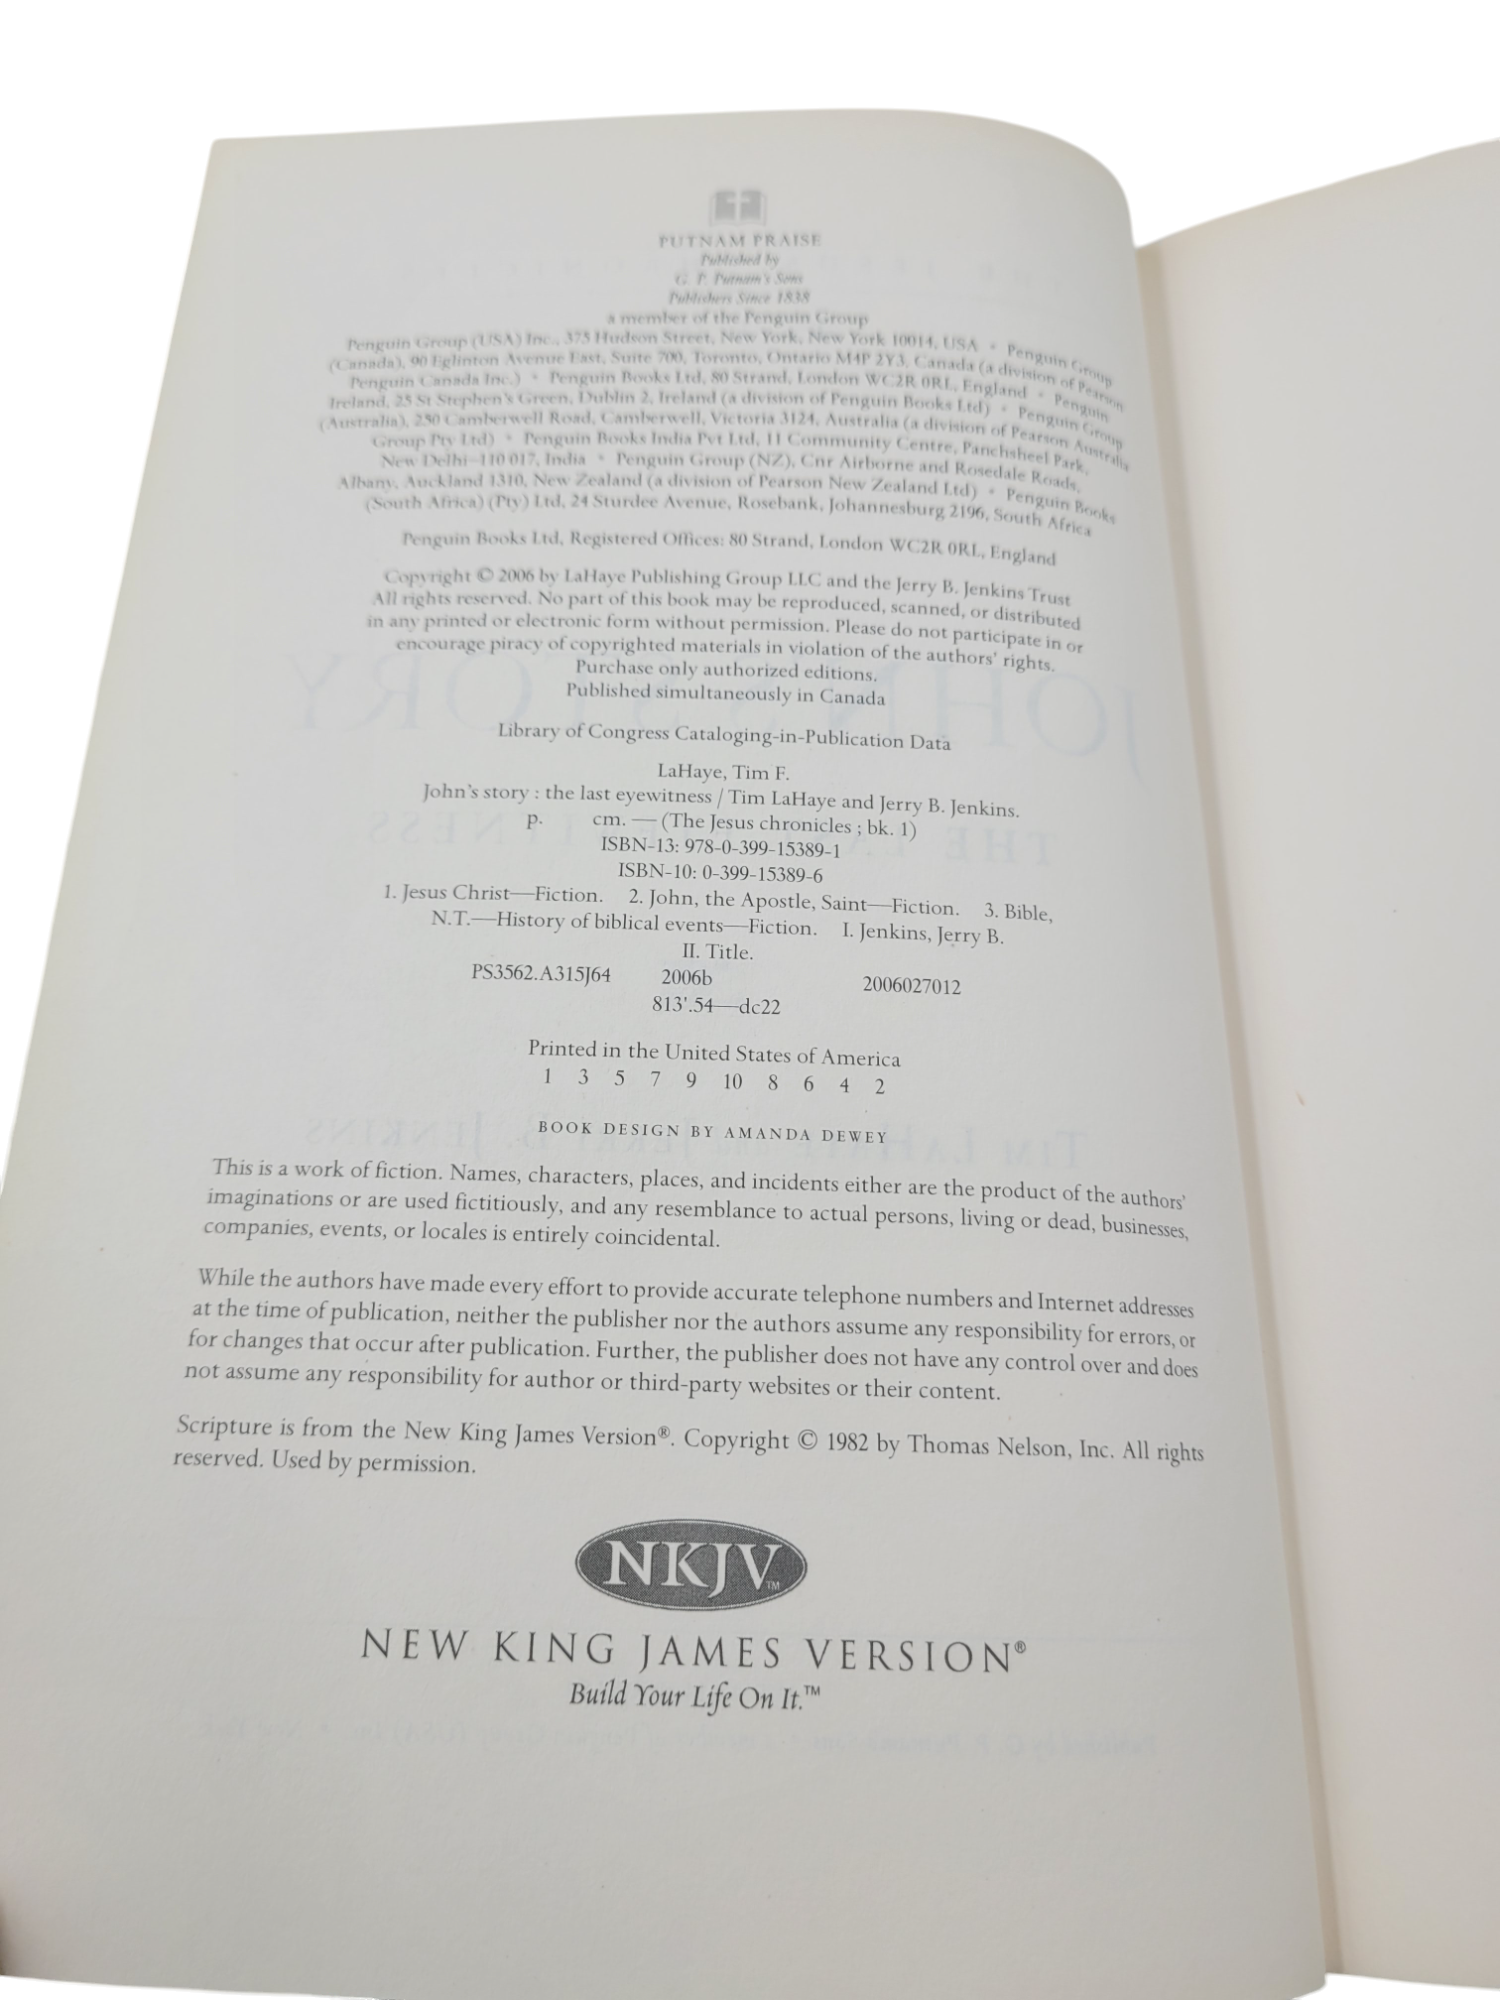 PUTNAM PRAISE
Published by
G. P. Putnam's Sons
Publishers Since 1838
a member of the Penguin Group
Penguin Group (USA) Inc., 375 Hudson Street, New York, New York 10014, USA • Penguin Group
(Canada), 90 Eglinton Avenue East, Suite 700, Toronto, Ontario M4P 2Y3, Canada (a division of Pearson
Penguin Canada Inc.) • Penguin Books Ltd, 80 Strand, London WC2R 0RL, England • Penguin
Ireland, 25 St Stephen's Green, Dublin 2, Ireland (a division of Penguin Books Ltd) • Penguin Group
(Australia), 250 Camberwell Road, Camberwell, Victoria 3124, Australia (a division of Pearson Australia
Group Pty Ltd) • Penguin Books India Pvt Ltd, 11 Community Centre, Panchsheel Park,
New Delhi–110 017, India • Penguin Group (NZ), Cnr Airborne and Rosedale Roads,
Albany, Auckland 1310, New Zealand (a division of Pearson New Zealand Ltd) • Penguin Books
(South Africa) (Pty) Ltd, 24 Sturdee Avenue, Rosebank, Johannesburg 2196, South Africa
Penguin Books Ltd, Registered Offices: 80 Strand, London WC2R 0RL, England
Copyright © 2006 by LaHaye Publishing Group LLC and the Jerry B. Jenkins Trust
All rights reserved. No part of this book may be reproduced, scanned, or distributed
in any printed or electronic form without permission. Please do not participate in or
encourage piracy of copyrighted materials in violation of the authors' rights.
Purchase only authorized editions.
Published simultaneously in Canada
Library of Congress Cataloging-in-Publication Data
LaHaye, Tim F.
John's story : the last eyewitness / Tim LaHaye and Jerry B. Jenkins.
p. cm. — (The Jesus chronicles ; bk. 1)
ISBN-13: 978-0-399-15389-1
ISBN-10: 0-399-15389-6
1. Jesus Christ—Fiction. 2. John, the Apostle, Saint—Fiction. 3. Bible,
N.T.—History of biblical events—Fiction. I. Jenkins, Jerry B.
II. Title.
PS3562.A315J64 2006b 2006027012
813'.54—dc22
Printed in the United States of America
1 3 5 7 9 10 8 6 4 2
BOOK DESIGN BY AMANDA DEWEY
This is a work of fiction. Names, characters, places, and incidents either are the product of the authors'
imaginations or are used fictitiously, and any resemblance to actual persons, living or dead, businesses,
companies, events, or locales is entirely coincidental.
While the authors have made every effort to provide accurate telephone numbers and Internet addresses
at the time of publication, neither the publisher nor the authors assume any responsibility for errors, or
for changes that occur after publication. Further, the publisher does not have any control over and does
not assume any responsibility for author or third-party websites or their content.
Scripture is from the New King James Version®. Copyright © 1982 by Thomas Nelson, Inc. All rights
reserved. Used by permission.
NKJV™
NEW KING JAMES VERSION®
Build Your Life On It.™